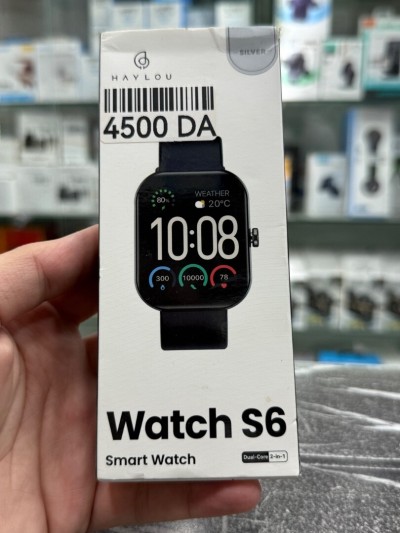 HAYLOU
SILVER
4500 DA
80%
WEATHER
20°C
10:08
300
10000
78
Watch S6
Smart Watch
Dual-Core 2-in-1